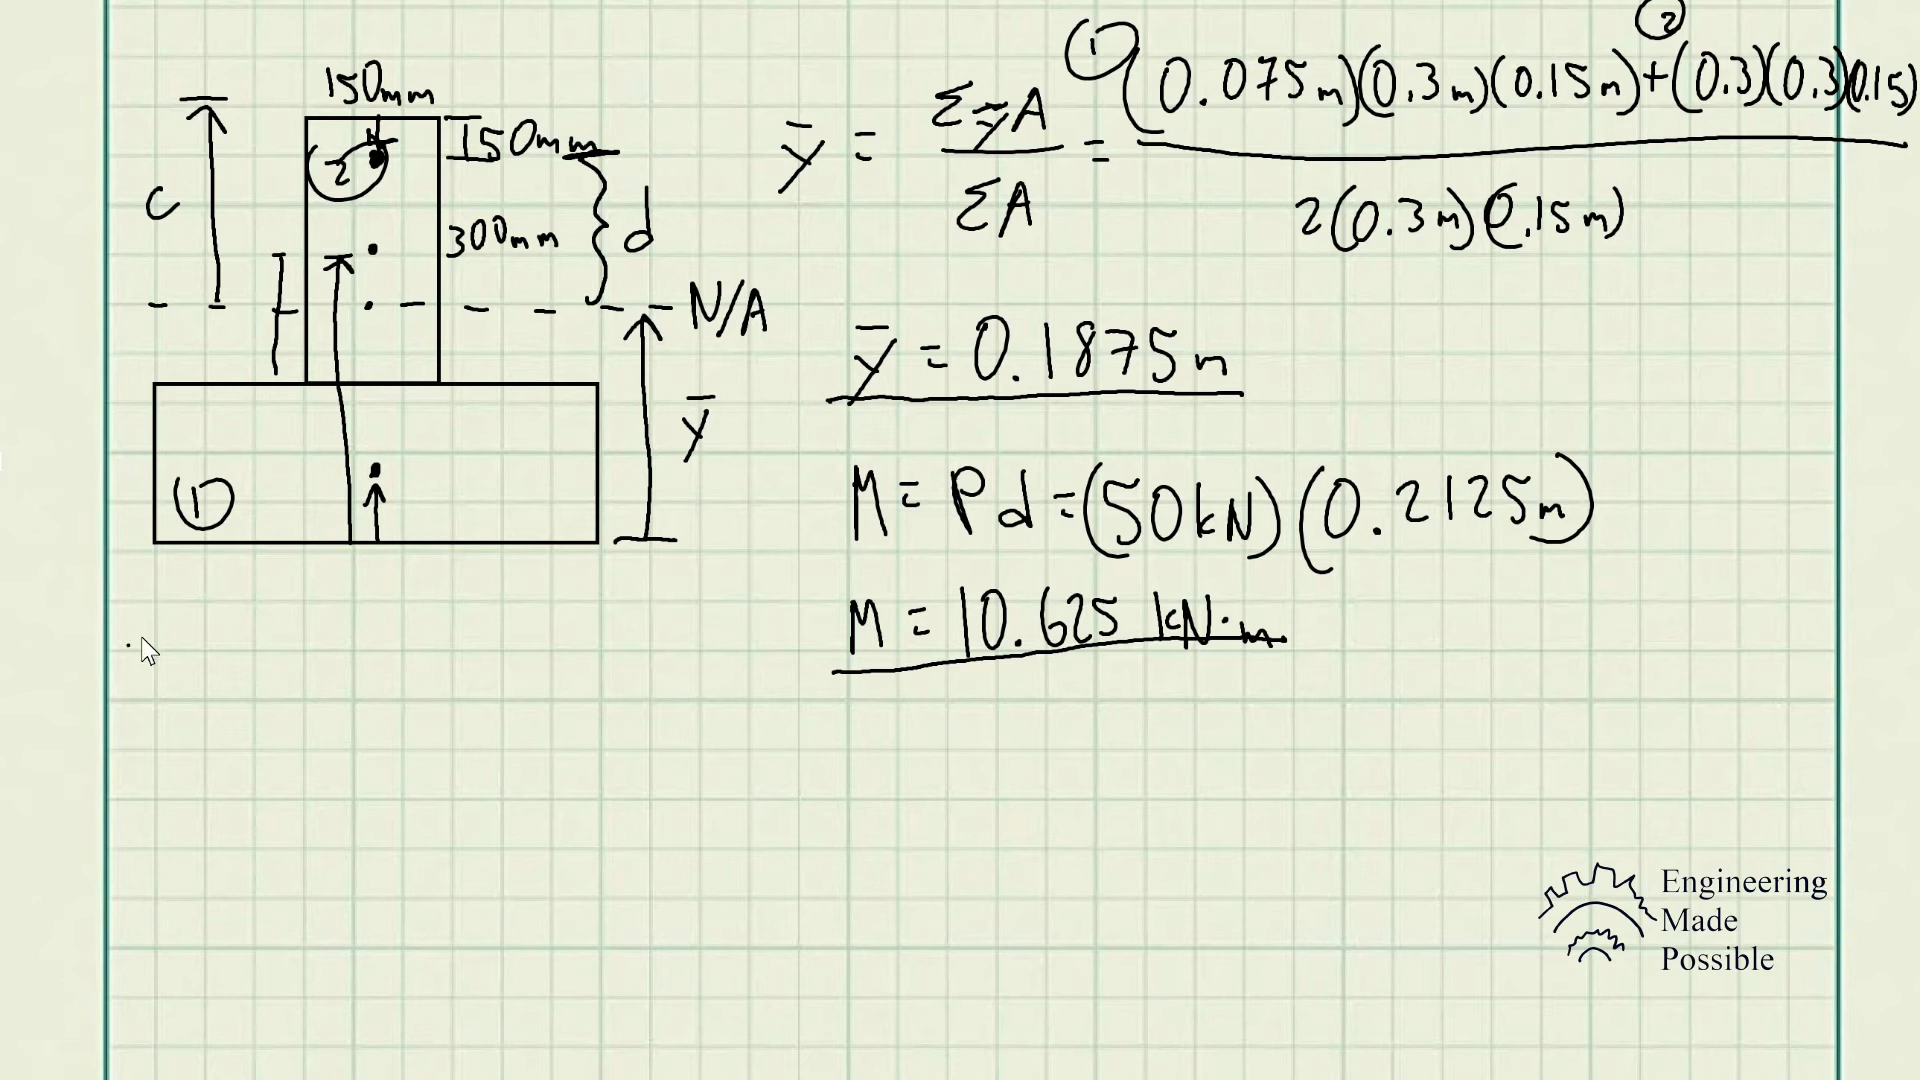 150mm
150mm
2
c
d
300mm
N/A
ȳ
1
ȳ = ΣȳA / ΣA = ① (0.075m)(0.3m)(0.15m) + ② (0.3)(0.3)(0.15) / 2(0.3m)(0.15m)
ȳ = 0.1875m
M = Pd = (50kN)(0.2125m)
M = 10.625 kN·m
Engineering
Made
Possible